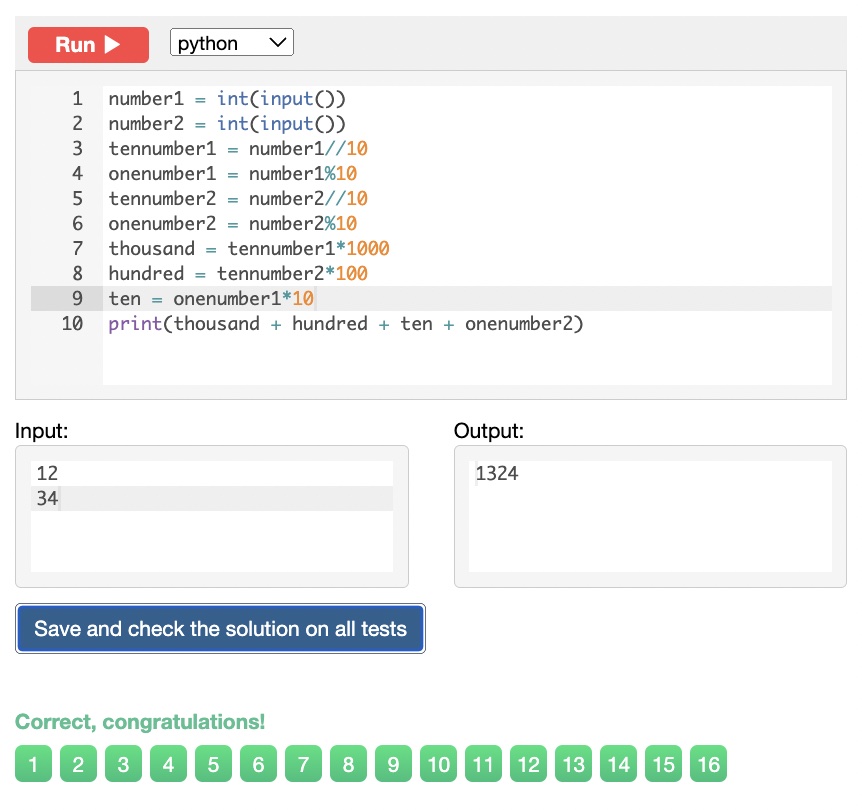 Run python
1 number1 = int(input())
2 number2 = int(input())
3 tennumber1 = number1//10
4 onenumber1 = number1%10
5 tennumber2 = number2//10
6 onenumber2 = number2%10
7 thousand = tennumber1*1000
8 hundred = tennumber2*100
9 ten = onenumber1*10
10 print(thousand + hundred + ten + onenumber2)
Input:
12
34
Output:
1324
Save and check the solution on all tests
Correct, congratulations!
1 2 3 4 5 6 7 8 9 10 11 12 13 14 15 16